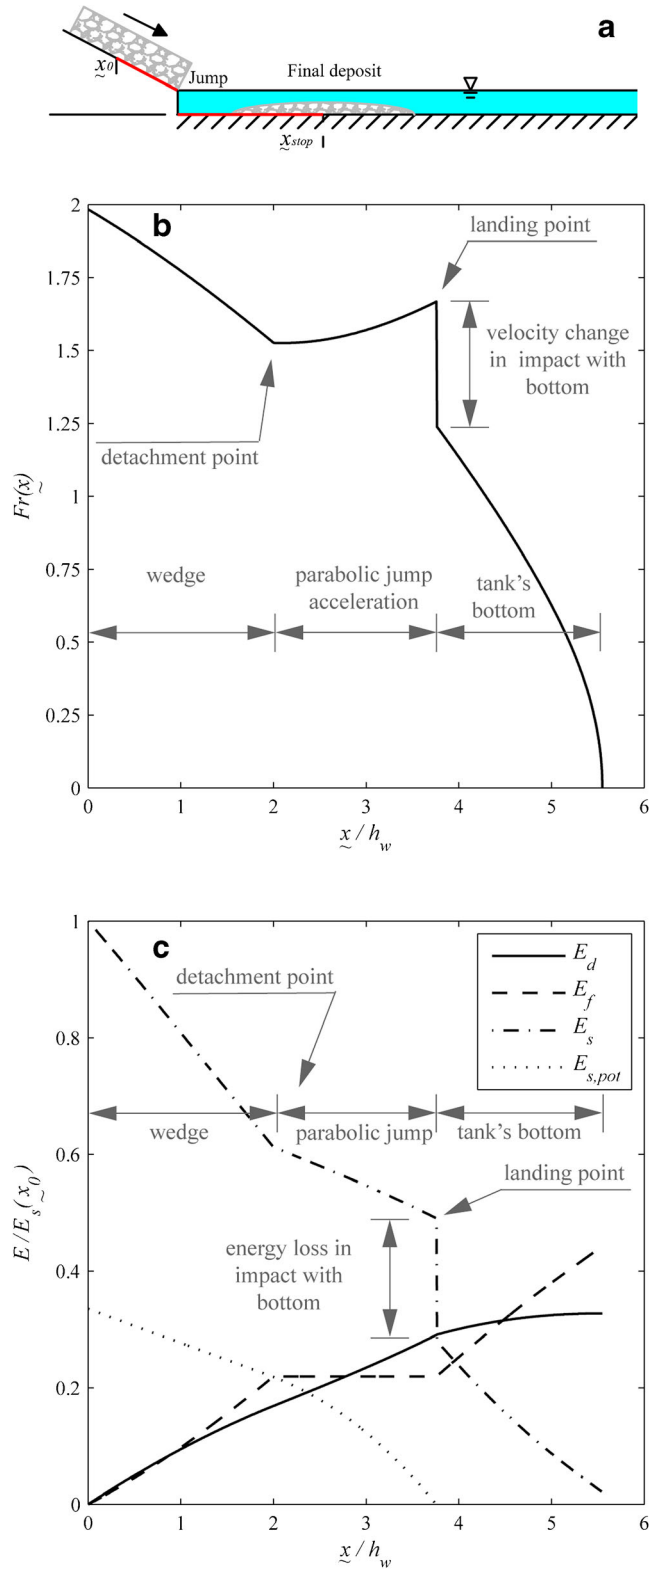 a
x0
Jump
Final deposit
xstop
b
2
1.75
1.5
1.25
1
0.75
0.5
0.25
0
Fr(x)
landing point
velocity change
in impact with
bottom
detachment point
wedge
parabolic jump
acceleration
tank's
bottom
0 1 2 3 4 5 6
x / hw
c
1
0.8
0.6
0.4
0.2
0
E/Es(x0)
detachment point
Ed
Ef
Es
Es,pot
wedge
parabolic jump
tank's bottom
landing point
energy loss in
impact with
bottom
0 1 2 3 4 5 6
x / hw